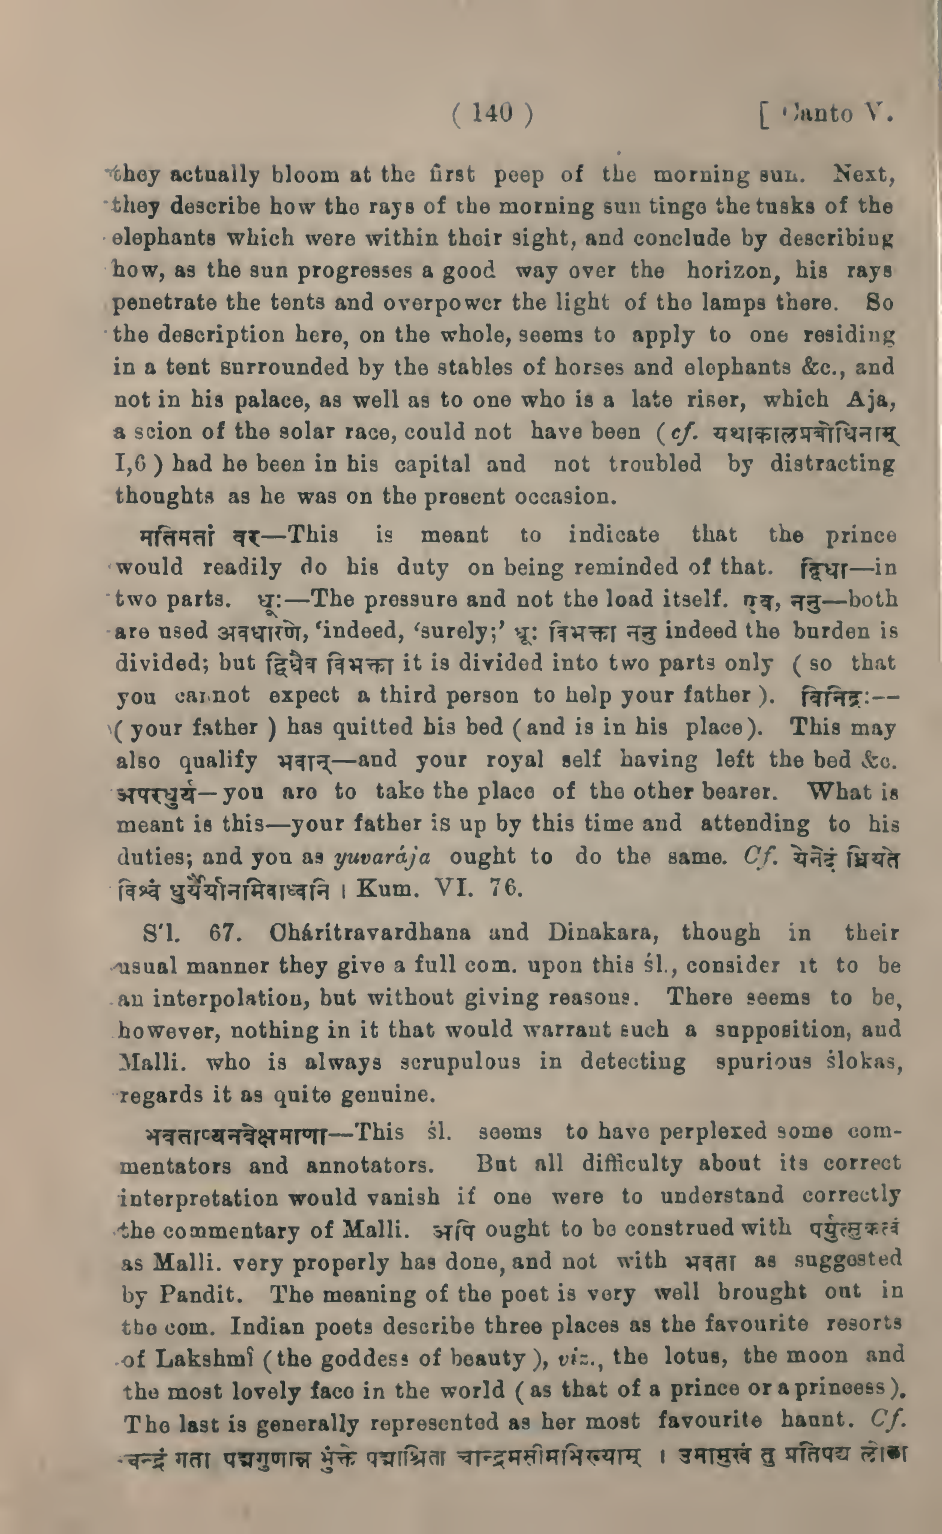 ( 140 ) [ Canto V.
they actually bloom at the first peep of the morning sun. Next,
they describe how the rays of the morning sun tinge the tusks of the
elephants which were within their sight, and conclude by describing
how, as the sun progresses a good way over the horizon, his rays
penetrate the tents and overpower the light of the lamps there. So
the description here, on the whole, seems to apply to one residing
in a tent surrounded by the stables of horses and elephants &c., and
not in his palace, as well as to one who is a late riser, which Aja,
a scion of the solar race, could not have been ( cf. यथाकालप्रबोधिनाम्
I,6 ) had he been in his capital and not troubled by distracting
thoughts as he was on the present occasion.
मतिमतां वर—This is meant to indicate that the prince
would readily do his duty on being reminded of that. द्विधा—in
two parts. धूः—The pressure and not the load itself. एव, ननु—both
are used अवधारणे, ‘indeed, ‘surely;’ धूः विभक्ता ननु indeed the burden is
divided; but द्विधैव विभक्ता it is divided into two parts only ( so that
you cannot expect a third person to help your father ). विनिद्रः--
( your father ) has quitted his bed ( and is in his place ). This may
also qualify भवान्—and your royal self having left the bed &c.
अपरधुर्य—you are to take the place of the other bearer. What is
meant is this—your father is up by this time and attending to his
duties; and you as yuvarája ought to do the same. Cf. येनेदं ध्रियते
विश्वं धुर्यैर्यानमिवाध्वनि । Kum. VI. 76.
S'l. 67. Cháritravardhana and Dinakara, though in their
usual manner they give a full com. upon this śl., consider it to be
an interpolation, but without giving reasons. There seems to be,
however, nothing in it that would warrant such a supposition, and
Malli. who is always scrupulous in detecting spurious ślokas,
regards it as quite genuine.
भवताप्यनवेक्षमाणा—This śl. seems to have perplexed some com-
mentators and annotators. But all difficulty about its correct
interpretation would vanish if one were to understand correctly
the commentary of Malli. अपि ought to be construed with पर्युत्सुकत्वं
as Malli. very properly has done, and not with भवता as suggested
by Pandit. The meaning of the poet is very well brought out in
the com. Indian poets describe three places as the favourite resorts
of Lakshmî ( the goddess of beauty ), viz., the lotus, the moon and
the most lovely face in the world ( as that of a prince or a princess ).
The last is generally represented as her most favourite haunt. Cf.
चन्द्रं गता पद्मगुणान्न भुंक्ते पद्माश्रिता चान्द्रमसीमभिख्याम् । उमामुखं तु प्रतिपद्य लोला